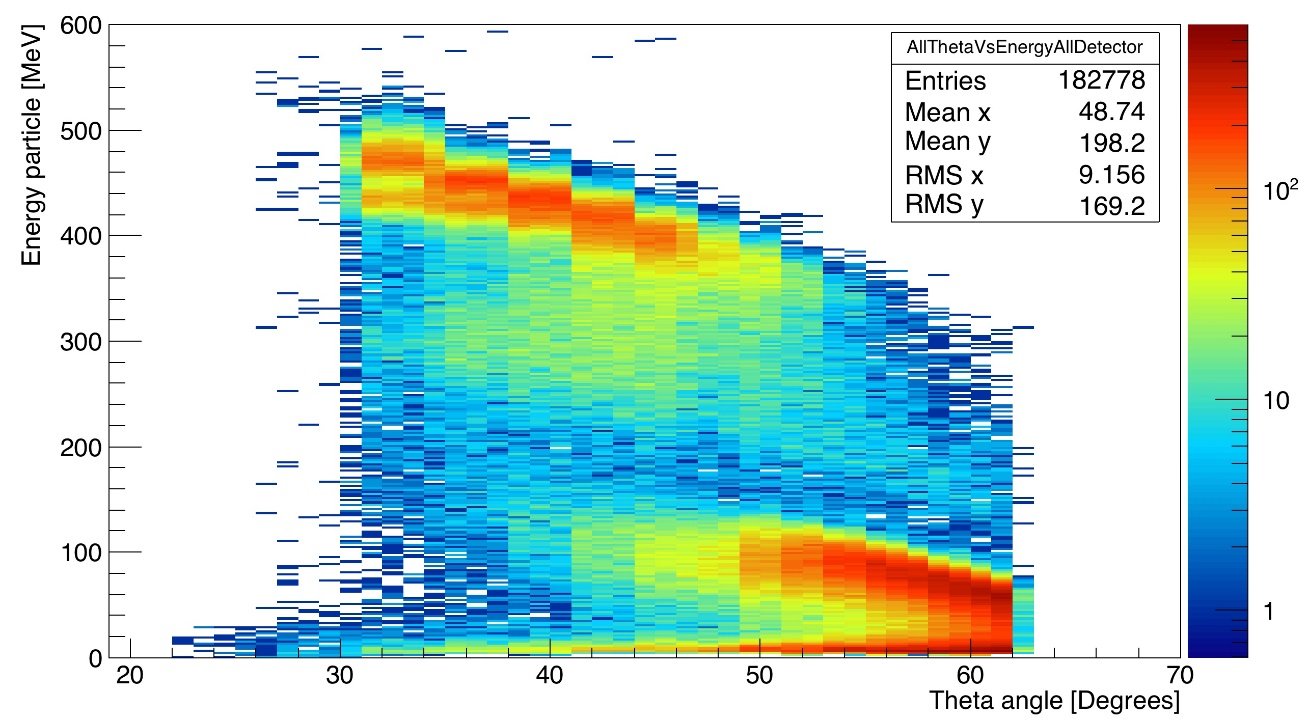 Energy particle [MeV]
600
500
400
300
200
100
0
AllThetaVsEnergyAllDetector
Entries 182778
Mean x 48.74
Mean y 198.2
RMS x 9.156
RMS y 169.2
10²
10
1
20 30 40 50 60 70
Theta angle [Degrees]